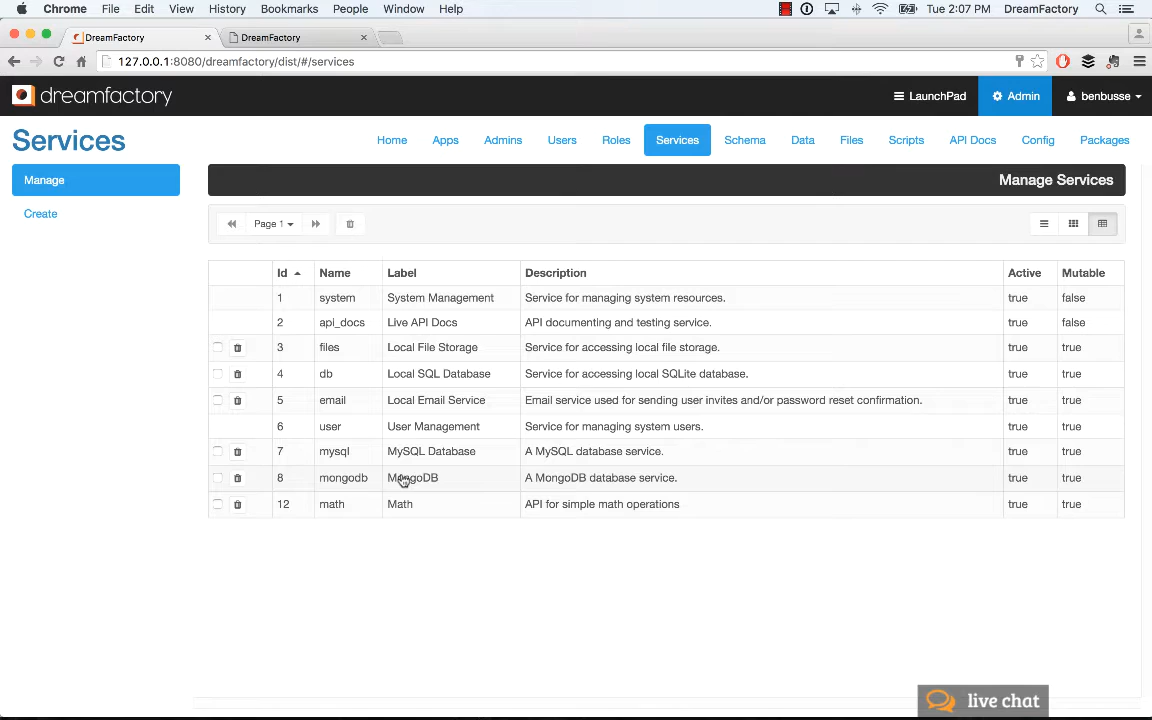 Chrome File Edit View History Bookmarks People Window Help Tue 2:07 PM DreamFactory
DreamFactory DreamFactory
127.0.0.1:8080/dreamfactory/dist/#/services
dreamfactory LaunchPad Admin benbusse
Services Home Apps Admins Users Roles Services Schema Data Files Scripts API Docs Config Packages
Manage Manage Services
Create Page 1
Id Name Label Description Active Mutable
1 system System Management Service for managing system resources. true false
2 api_docs Live API Docs API documenting and testing service. true false
3 files Local File Storage Service for accessing local file storage. true true
4 db Local SQL Database Service for accessing local SQLite database. true true
5 email Local Email Service Email service used for sending user invites and/or password reset confirmation. true true
6 user User Management Service for managing system users. true true
7 mysql MySQL Database A MySQL database service. true true
8 mongodb MongoDB A MongoDB database service. true true
12 math Math API for simple math operations true true
live chat